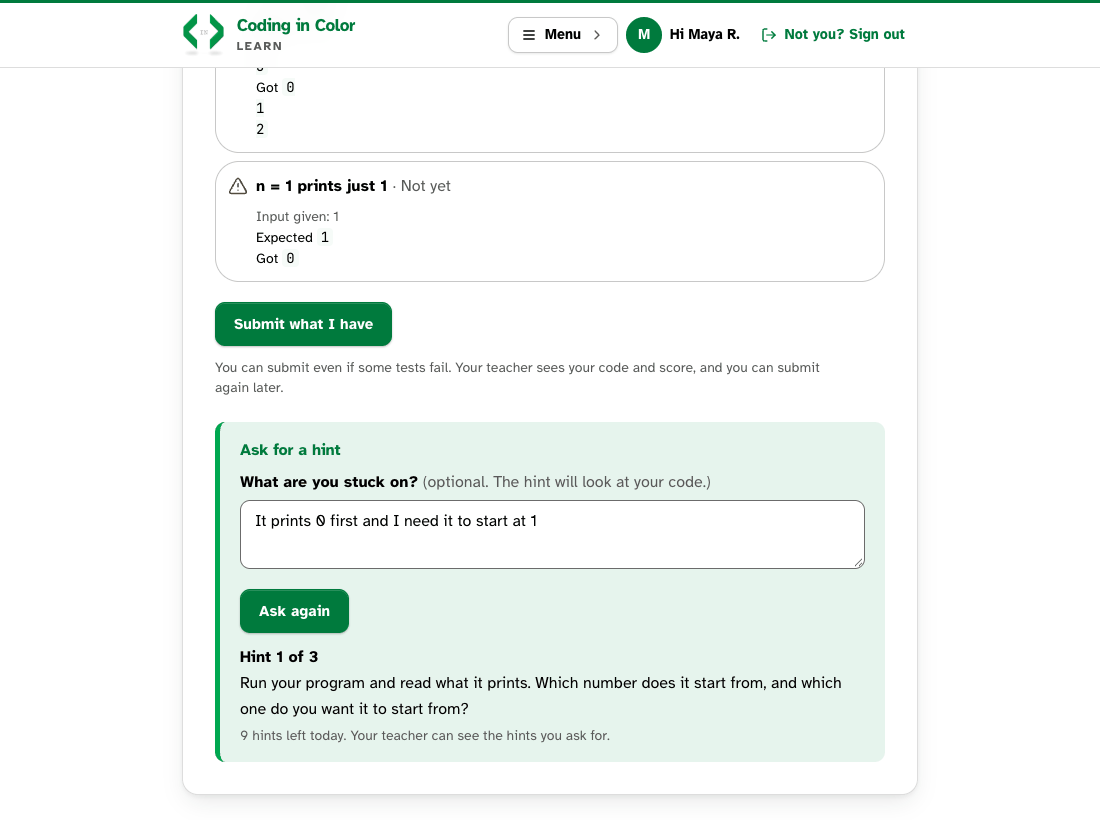 Coding in Color
LEARN
Menu
M
Hi Maya R.
Not you? Sign out
Got 0
1
2
n = 1 prints just 1 · Not yet
Input given: 1
Expected 1
Got 0
Submit what I have
You can submit even if some tests fail. Your teacher sees your code and score, and you can submit
again later.
Ask for a hint
What are you stuck on? (optional. The hint will look at your code.)
It prints 0 first and I need it to start at 1
Ask again
Hint 1 of 3
Run your program and read what it prints. Which number does it start from, and which
one do you want it to start from?
9 hints left today. Your teacher can see the hints you ask for.